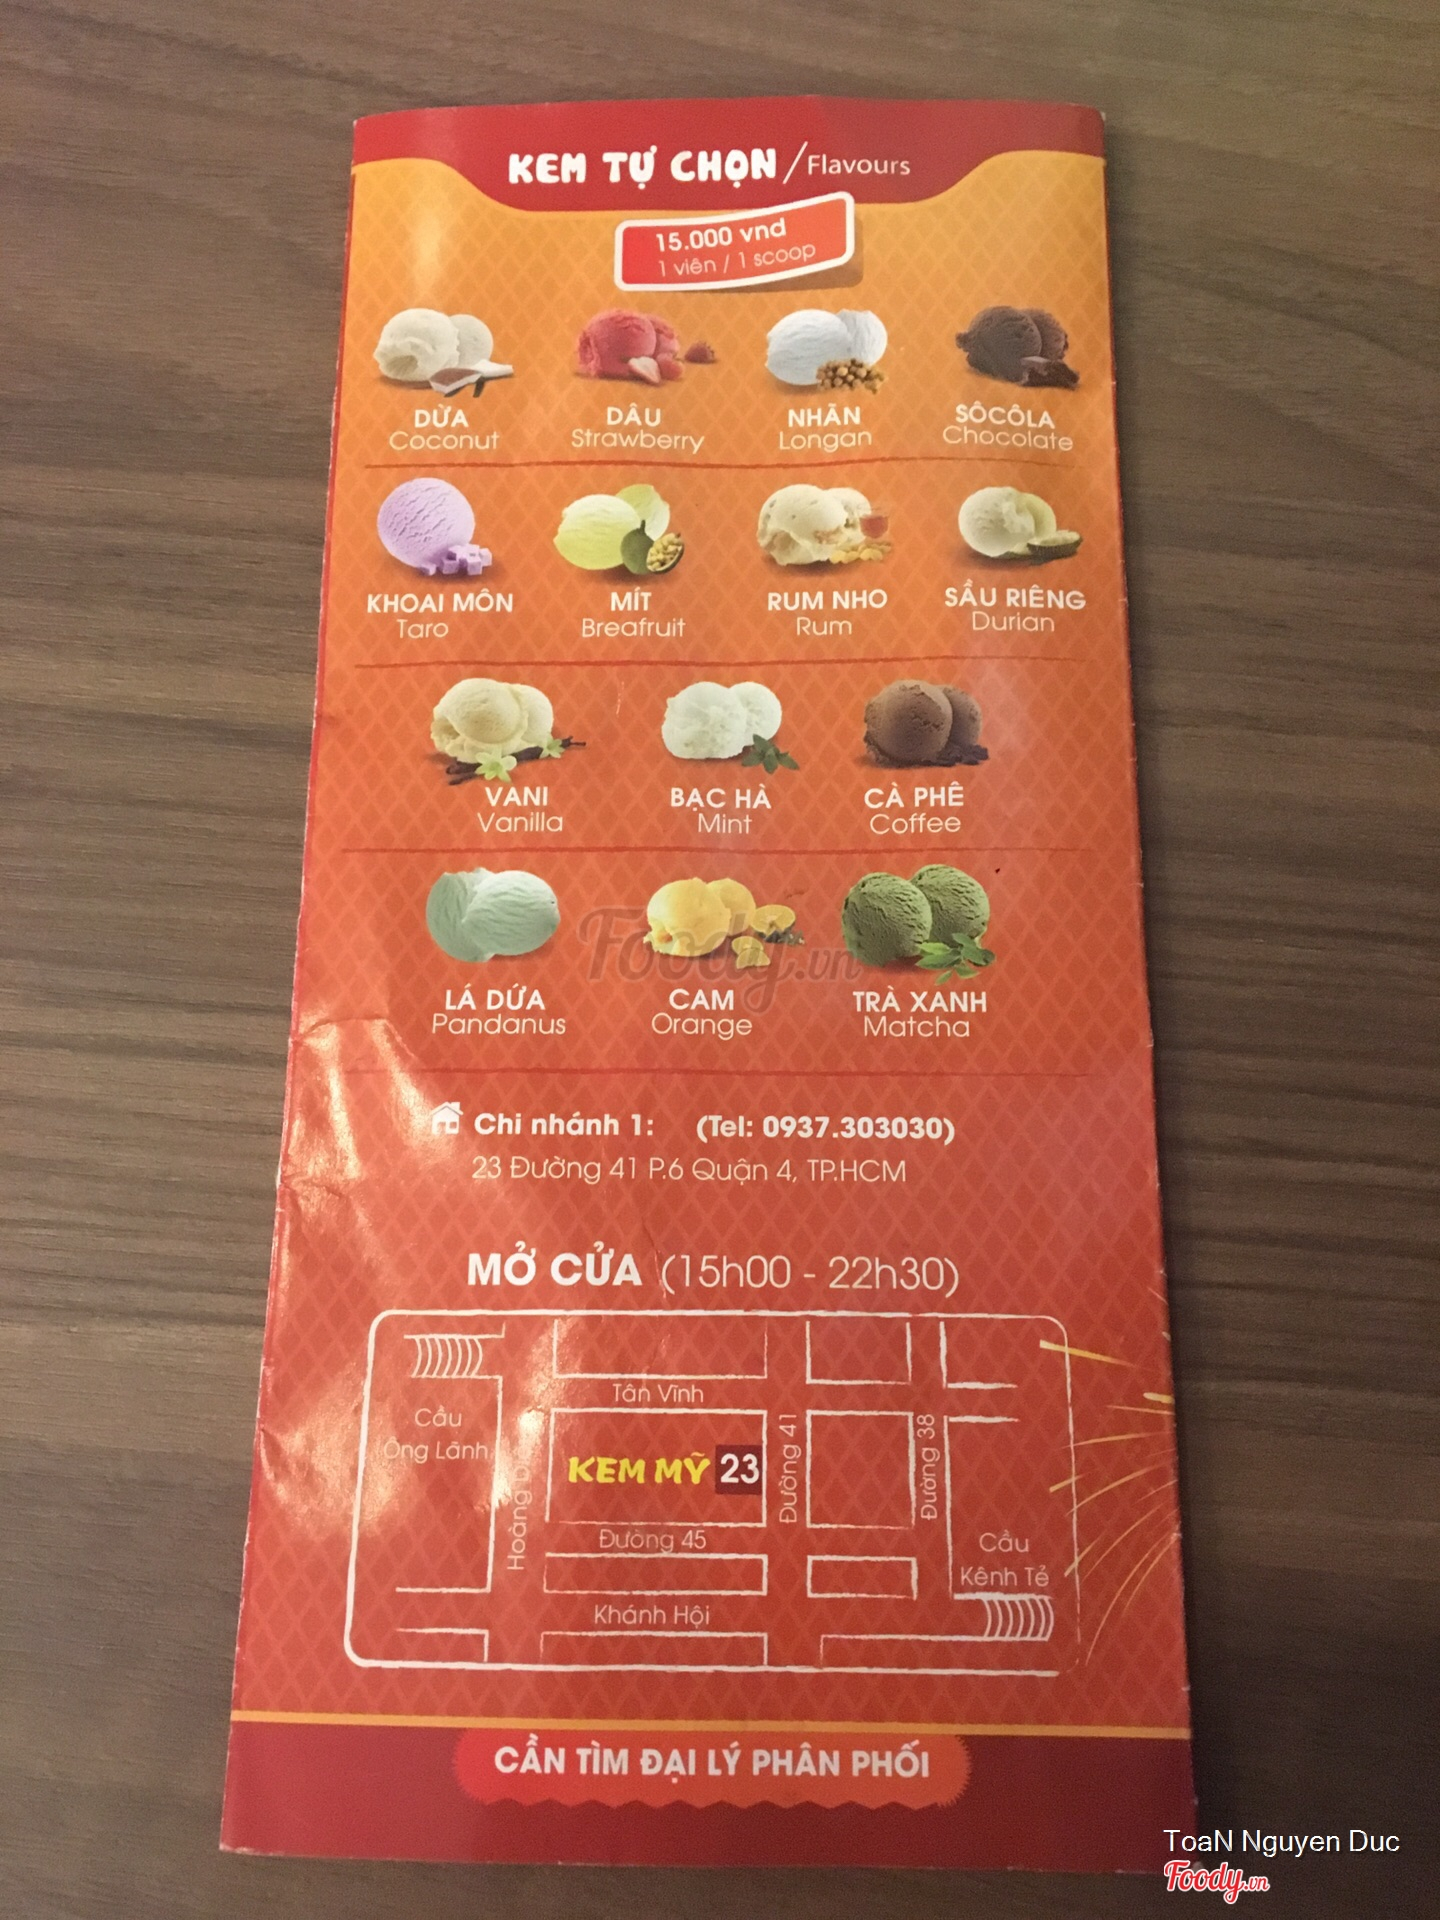 KEM TỰ CHỌN / Flavours
15.000 vnd
1 viên / 1 scoop
DỪA DÂU NHÃN SÔCÔLA
Coconut Strawberry Longan Chocolate
KHOAI MÔN MÍT RUM NHO SẦU RIÊNG
Taro Breafruit Rum Durian
VANI BẠC HÀ CÀ PHÊ
Vanilla Mint Coffee
LÁ DỨA CAM TRÀ XANH
Pandanus Orange Matcha
Foody.vn
Chi nhánh 1: (Tel: 0937.303030)
23 Đường 41 P.6 Quận 4, TP.HCM
MỞ CỬA (15h00 - 22h30)
Tân Vĩnh
Cầu
Ông Lãnh
Hoàng
KEM MỸ 23
Đường 41
Đường 38
Đường 45
Cầu
Kênh Tẻ
Khánh Hội
CẦN TÌM ĐẠI LÝ PHÂN PHỐI
ToaN Nguyen Duc
Foody.vn